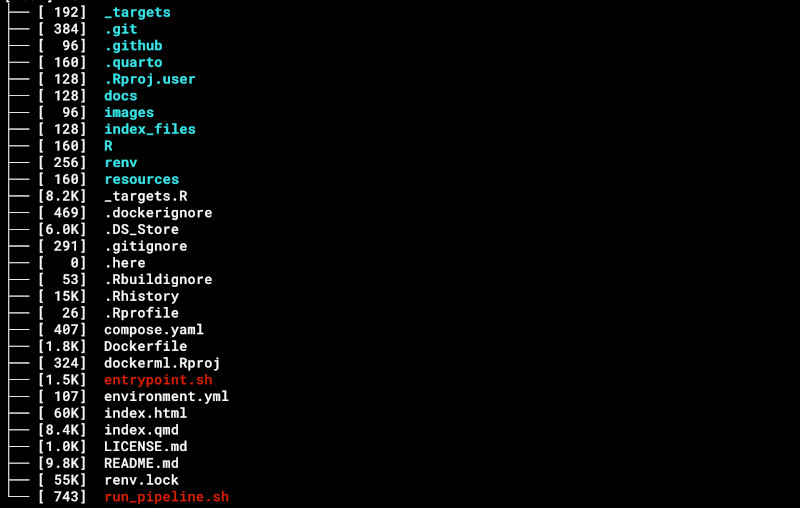 ├── [ 192]  _targets
├── [ 384]  .git
├── [  96]  .github
├── [ 160]  .quarto
├── [ 128]  .Rproj.user
├── [ 128]  docs
├── [  96]  images
├── [ 128]  index_files
├── [ 160]  R
├── [ 256]  renv
├── [ 160]  resources
├── [8.2K]  _targets.R
├── [ 469]  .dockerignore
├── [6.0K]  .DS_Store
├── [ 291]  .gitignore
├── [   0]  .here
├── [  53]  .Rbuildignore
├── [ 15K]  .Rhistory
├── [  26]  .Rprofile
├── [ 407]  compose.yaml
├── [1.8K]  Dockerfile
├── [ 324]  dockerml.Rproj
├── [1.5K]  entrypoint.sh
├── [ 107]  environment.yml
├── [ 60K]  index.html
├── [8.4K]  index.qmd
├── [1.0K]  LICENSE.md
├── [9.8K]  README.md
├── [ 55K]  renv.lock
└── [ 743]  run_pipeline.sh